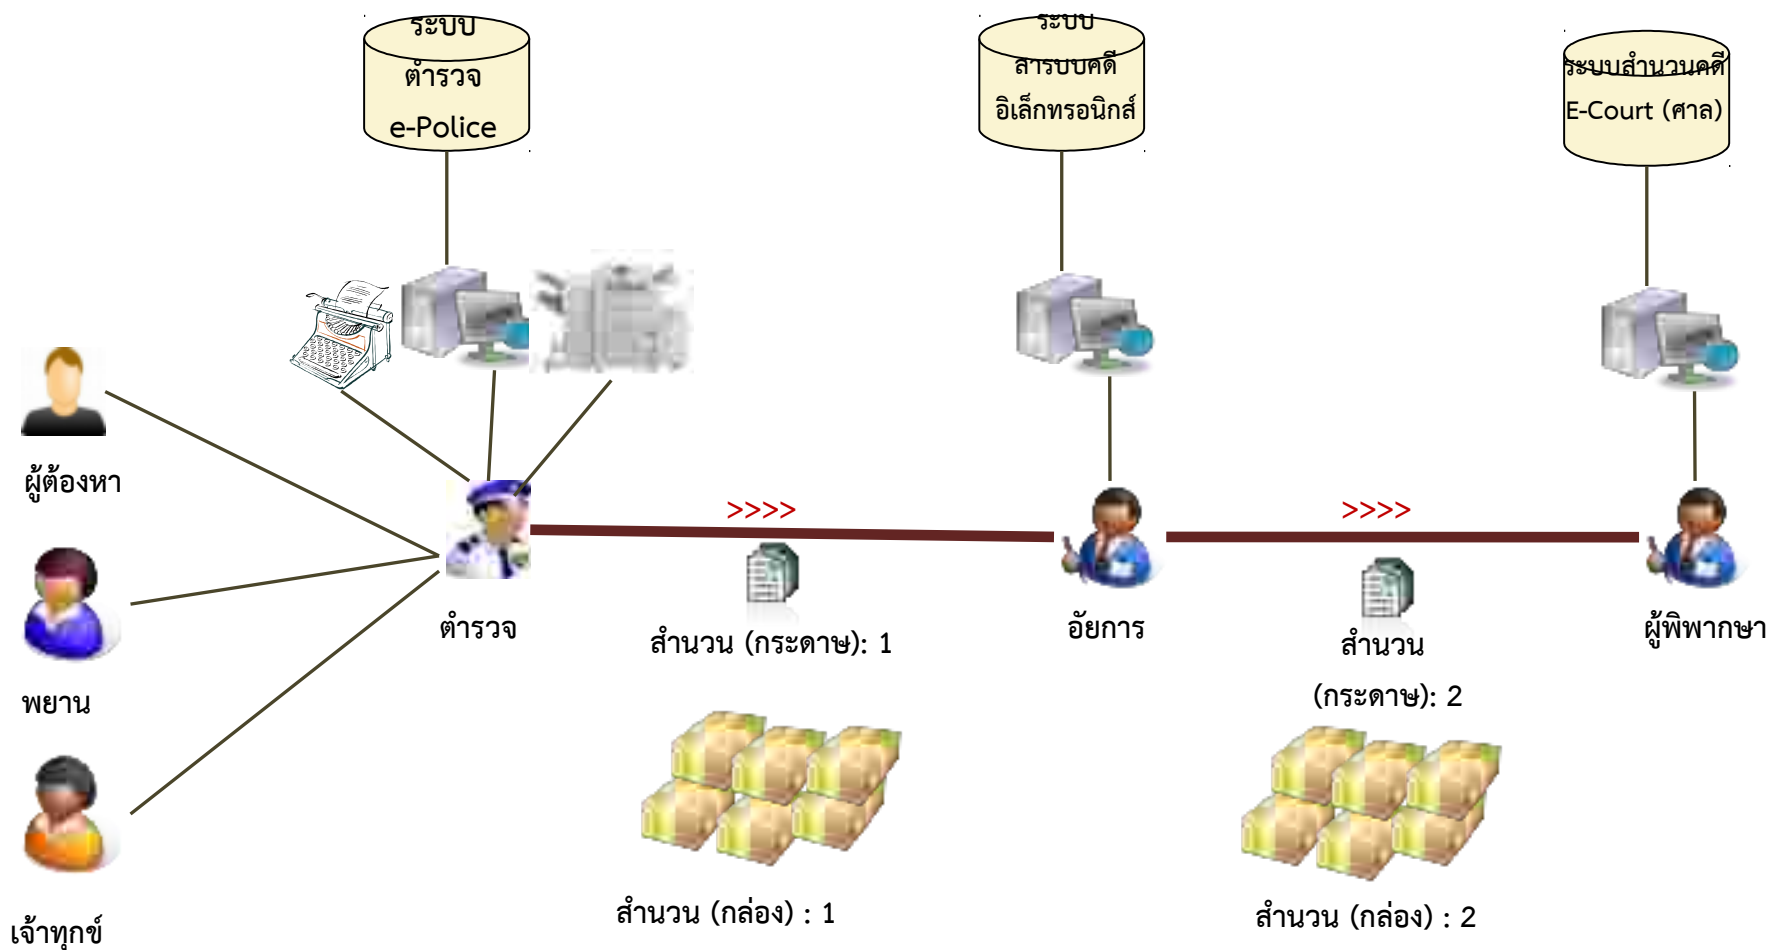 ระบบ
ตำรวจ
e-Police
ระบบ
สารบบคดี
อิเล็กทรอนิกส์
ระบบสำนวนคดี
E-Court (ศาล)
ผู้ต้องหา
>>>>
>>>>
ตำรวจ
สำนวน (กระดาษ): 1
อัยการ
สำนวน
(กระดาษ): 2
ผู้พิพากษา
พยาน
สำนวน (กล่อง) : 1
สำนวน (กล่อง) : 2
เจ้าทุกข์